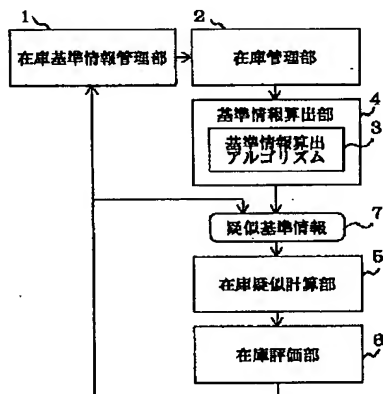 1
在庫基準情報管理部
2
在庫管理部
4
基準情報算出部
3
基準情報算出
アルゴリズム
7
疑似基準情報
5
在庫疑似計算部
6
在庫評価部